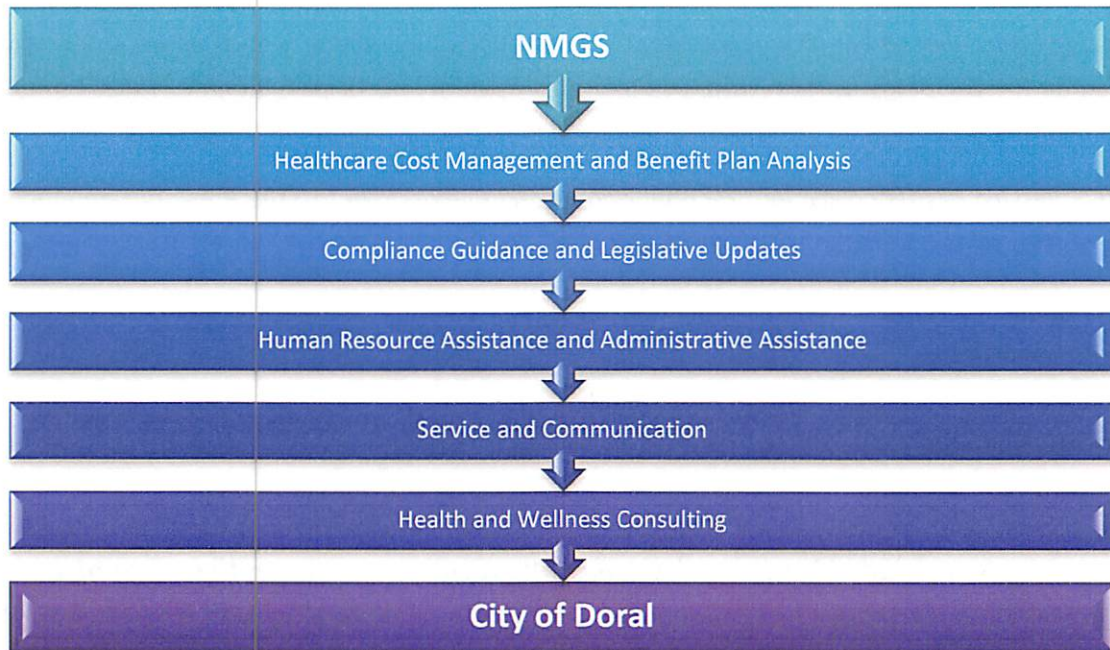 NMGS
Healthcare Cost Management and Benefit Plan Analysis
Compliance Guidance and Legislative Updates
Human Resource Assistance and Administrative Assistance
Service and Communication
Health and Wellness Consulting
City of Doral